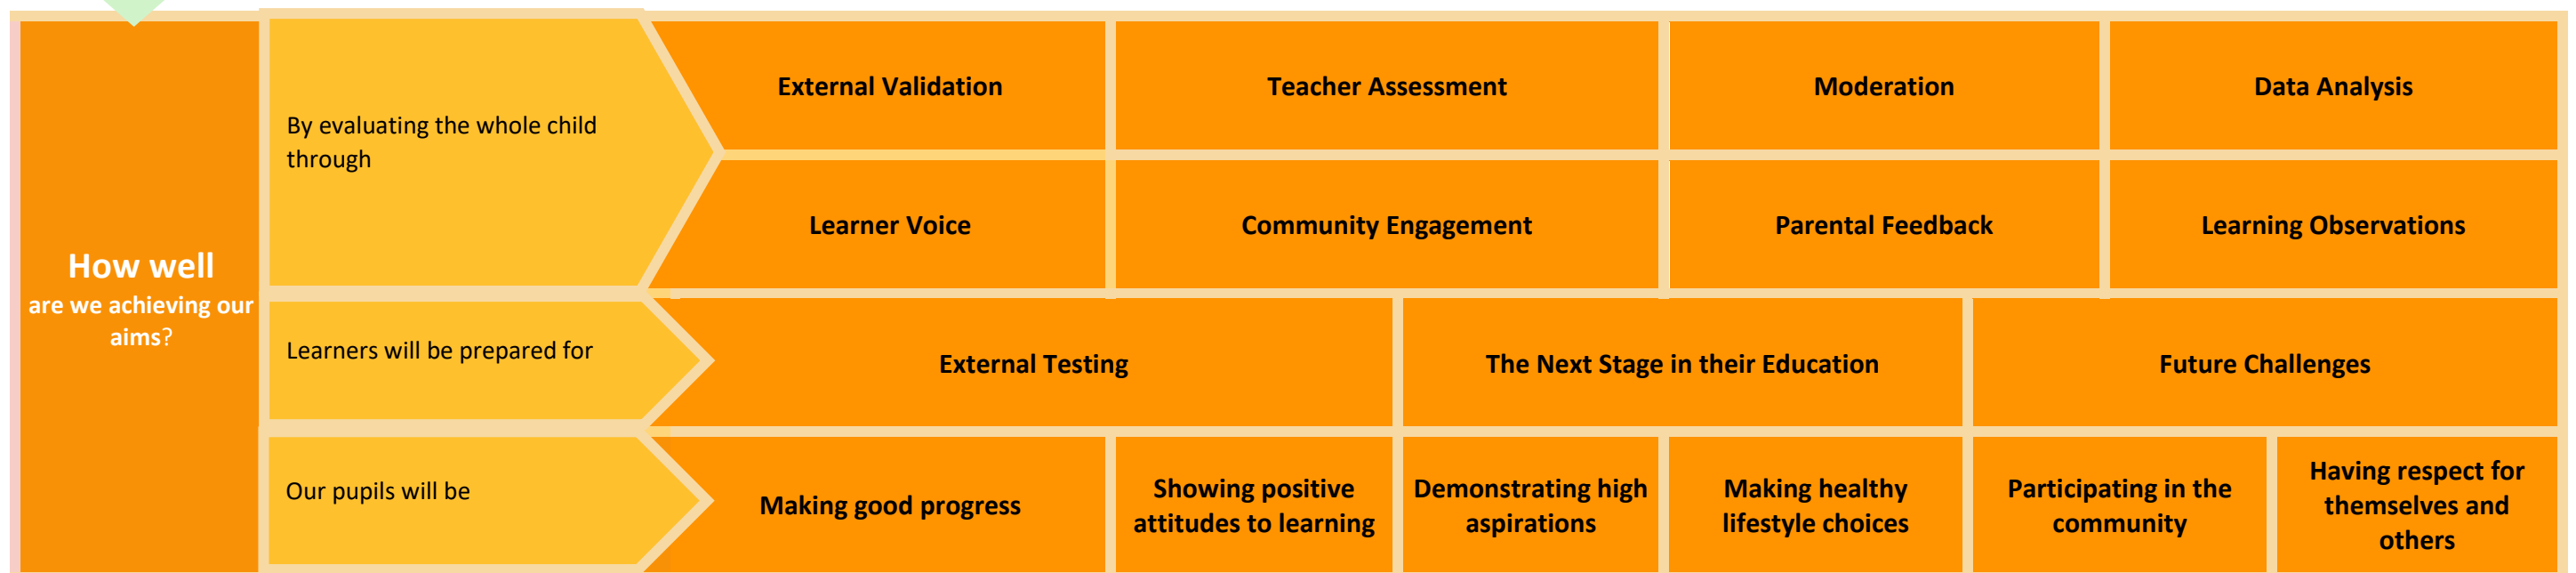 How well
are we achieving our
aims?
By evaluating the whole child
through
External Validation
Teacher Assessment
Moderation
Data Analysis
Learner Voice
Community Engagement
Parental Feedback
Learning Observations
Learners will be prepared for
External Testing
The Next Stage in their Education
Future Challenges
Our pupils will be
Making good progress
Showing positive
attitudes to learning
Demonstrating high
aspirations
Making healthy
lifestyle choices
Participating in the
community
Having respect for
themselves and
others